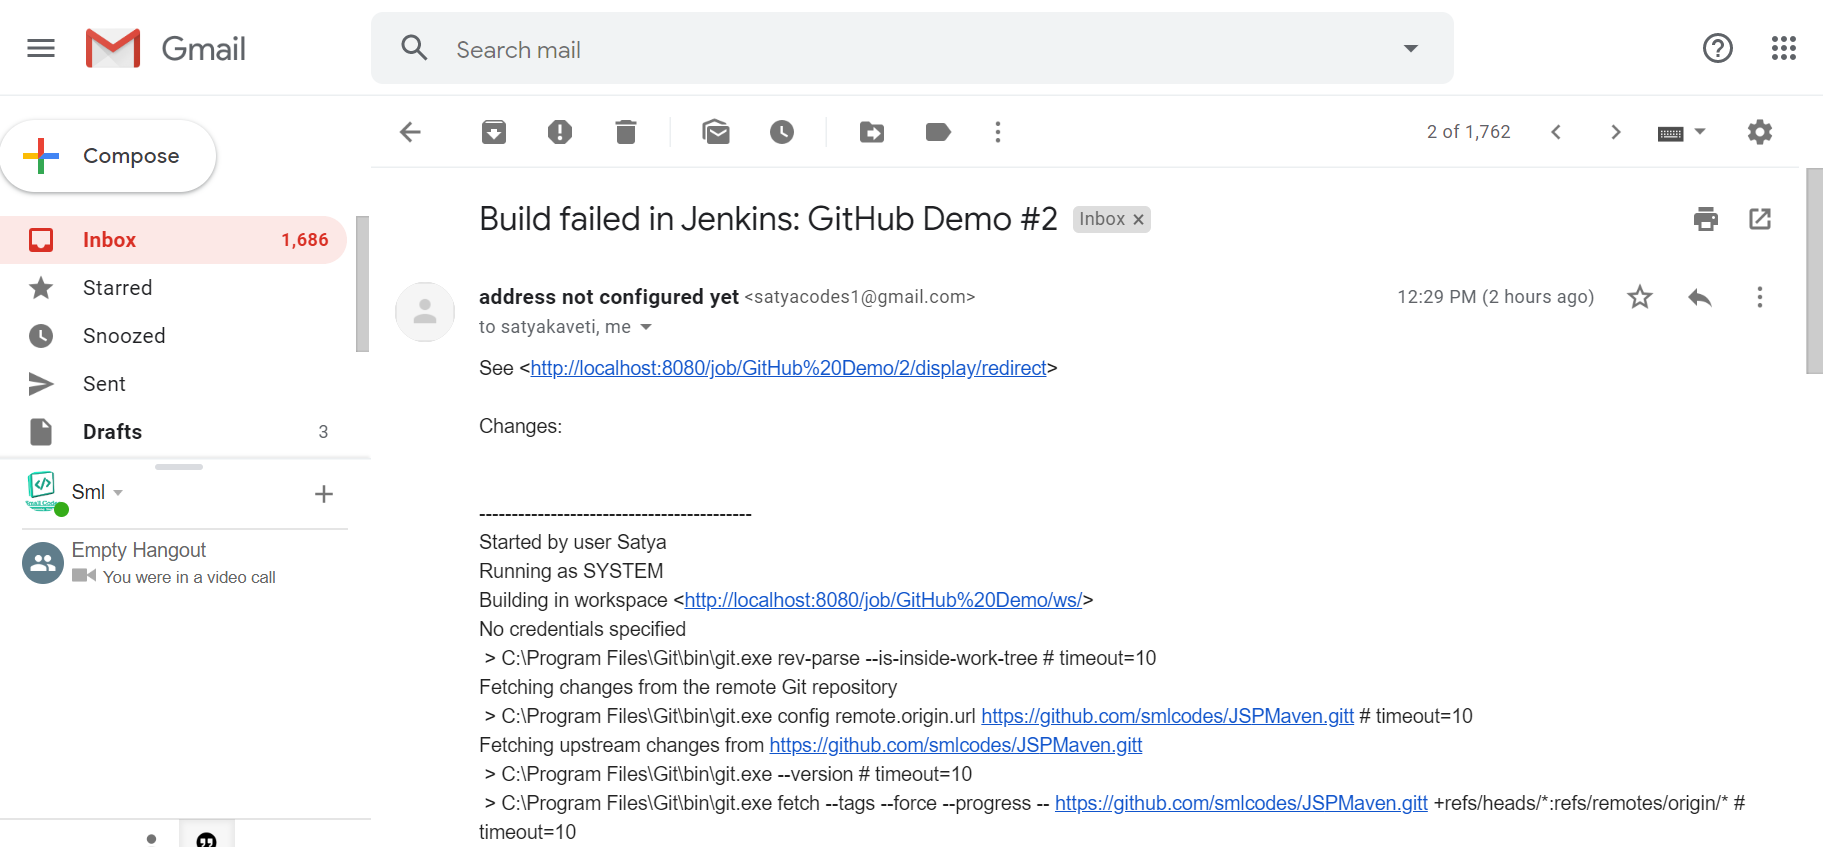 Gmail
Search mail
Compose
2 of 1,762
Inbox 1,686
Starred
Snoozed
Sent
Drafts 3
Sml
Empty Hangout
You were in a video call
Build failed in Jenkins: GitHub Demo #2 Inbox ×
address not configured yet <satyacodes1@gmail.com> 12:29 PM (2 hours ago)
to satyakaveti, me
See <http://localhost:8080/job/GitHub%20Demo/2/display/redirect>
Changes:
------------------------------------------
Started by user Satya
Running as SYSTEM
Building in workspace <http://localhost:8080/job/GitHub%20Demo/ws/>
No credentials specified
> C:\Program Files\Git\bin\git.exe rev-parse --is-inside-work-tree # timeout=10
Fetching changes from the remote Git repository
> C:\Program Files\Git\bin\git.exe config remote.origin.url https://github.com/smlcodes/JSPMaven.gitt # timeout=10
Fetching upstream changes from https://github.com/smlcodes/JSPMaven.gitt
> C:\Program Files\Git\bin\git.exe --version # timeout=10
> C:\Program Files\Git\bin\git.exe fetch --tags --force --progress -- https://github.com/smlcodes/JSPMaven.gitt +refs/heads/*:refs/remotes/origin/* #
timeout=10